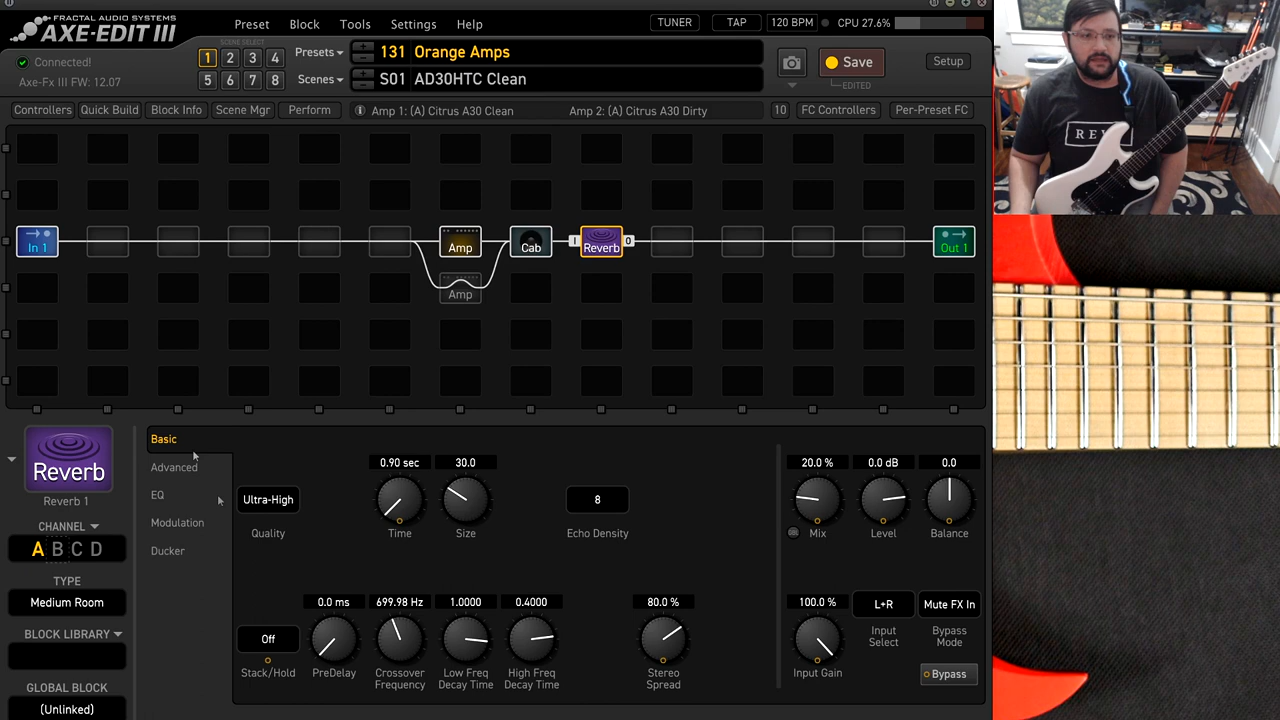 Preset Block Tools Settings Help
TUNER TAP 120 BPM CPU 27.6%
FRACTAL AUDIO SYSTEMS
AXE-EDIT III
SCENE SELECT
1 2 3 4
5 6 7 8
Presets
131 Orange Amps
Scenes
S01 AD30HTC Clean
Save
EDITED
Setup
Connected!
Axe-Fx III FW: 12.07
Controllers Quick Build Block Info Scene Mgr Perform
Amp 1: (A) Citrus A30 Clean Amp 2: (A) Citrus A30 Dirty
10 FC Controllers Per-Preset FC
In 1 Amp Cab I Reverb O Out 1
Amp
Reverb
Reverb 1
CHANNEL
A B C D
TYPE
Medium Room
BLOCK LIBRARY
GLOBAL BLOCK
(Unlinked)
Basic
Advanced
EQ
Modulation
Ducker
0.90 sec 30.0 20.0 % 0.0 dB 0.0
Ultra-High 8
Quality Time Size Echo Density Mix Level Balance
0.0 ms 699.98 Hz 1.0000 0.4000 80.0 % 100.0 % L+R Mute FX In
Off
Stack/Hold PreDelay Crossover Frequency Low Freq Decay Time High Freq Decay Time Stereo Spread Input Gain Input Select Bypass Mode
Bypass